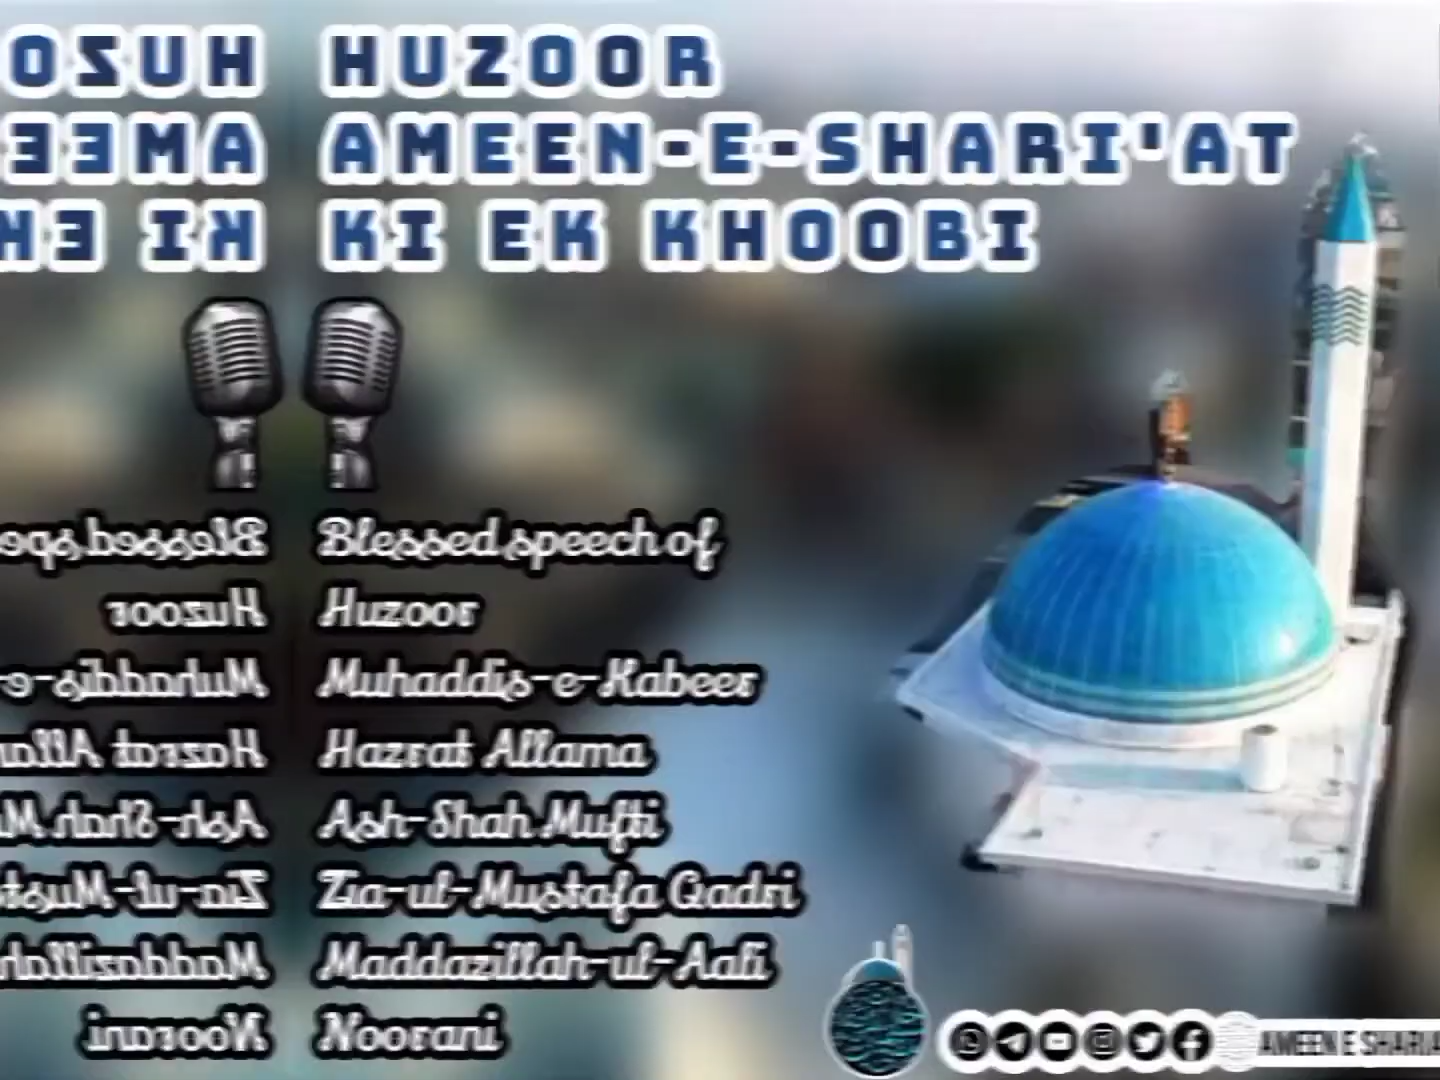 HUZOOR
AMEEN-E-SHARI'AT
KI EK KHOOBI
Blessed speech of
Huzoor
Muhaddis-e-Kabeer
Hazrat Allama
Ash-Shah Mufti
Zia-ul-Mustafa Qadri
Maddazillah-ul-Aali
Noorani
AMEEN E SHARIA